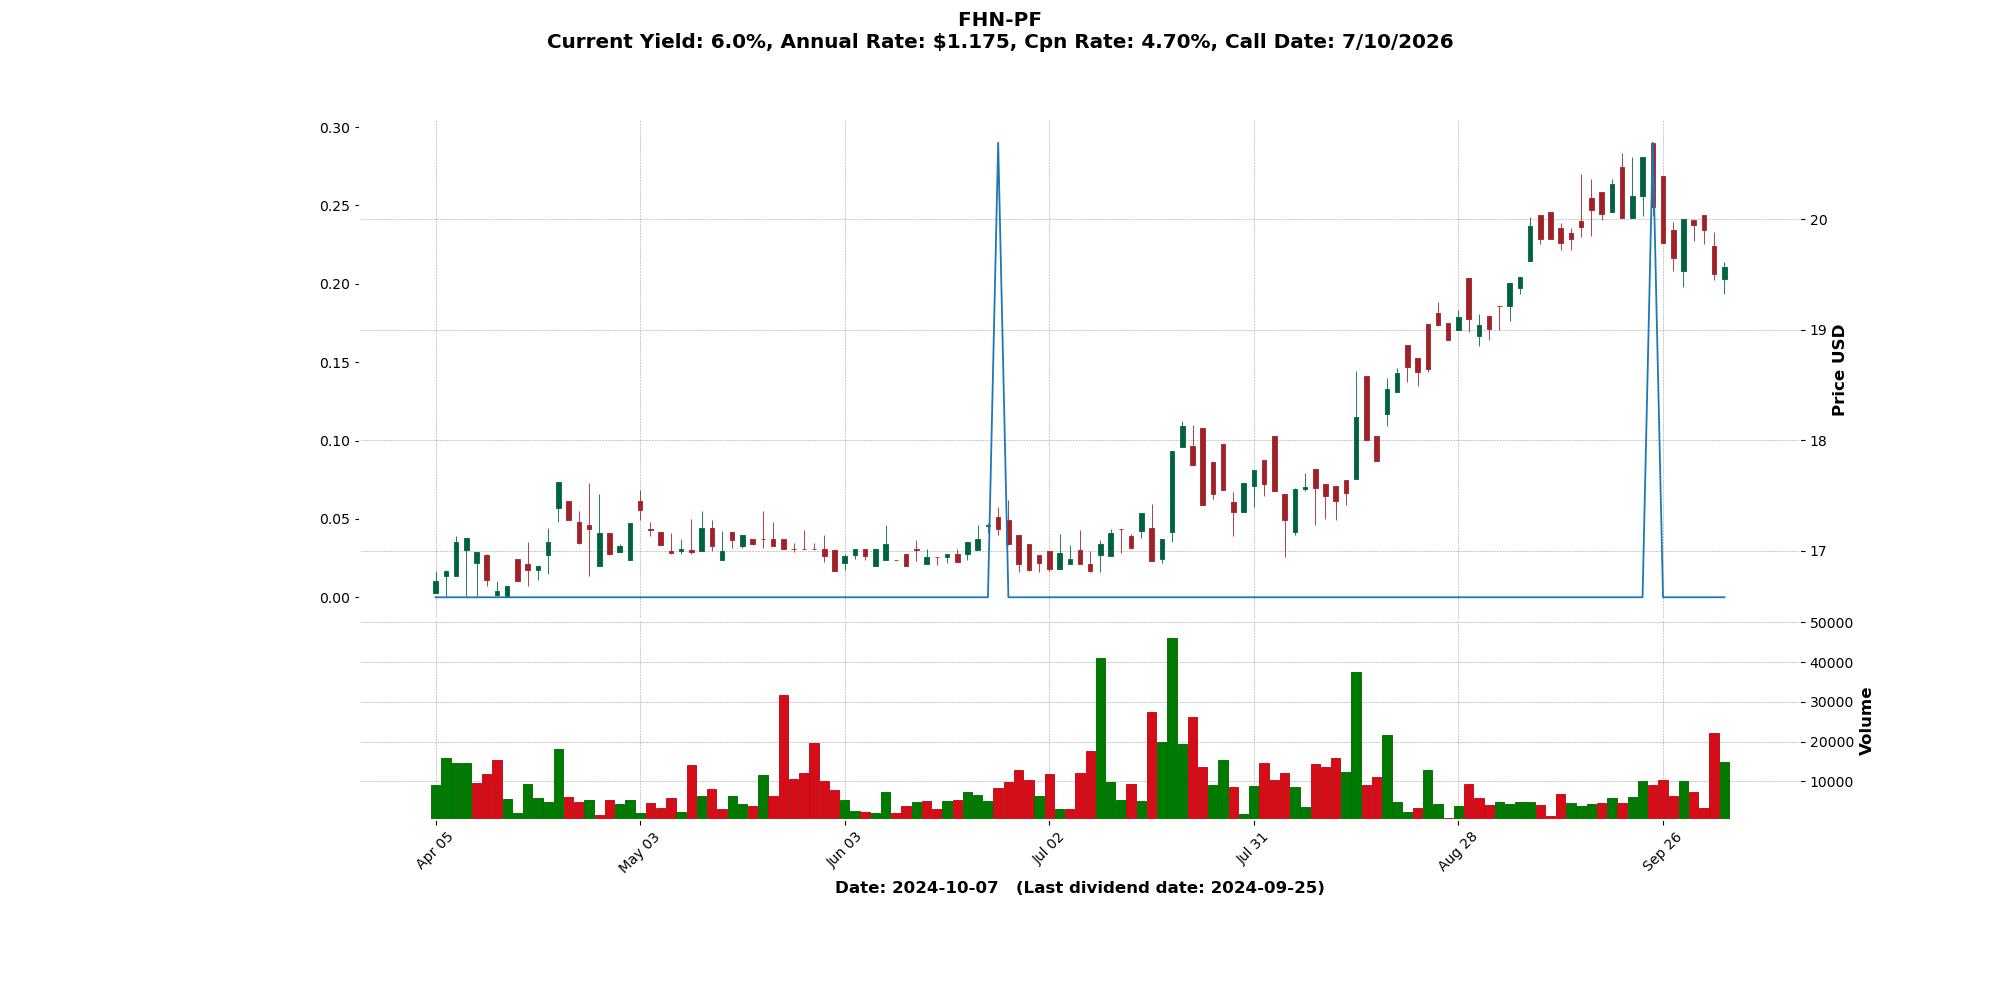 FHN-PF
Current Yield: 6.0%, Annual Rate: $1.175, Cpn Rate: 4.70%, Call Date: 7/10/2026
0.30
0.25
0.20
0.15
0.10
0.05
0.00
20
19
18
17
Price USD
50000
40000
30000
20000
10000
Volume
Apr 05
May 03
Jun 03
Jul 02
Jul 31
Aug 28
Sep 26
Date: 2024-10-07   (Last dividend date: 2024-09-25)